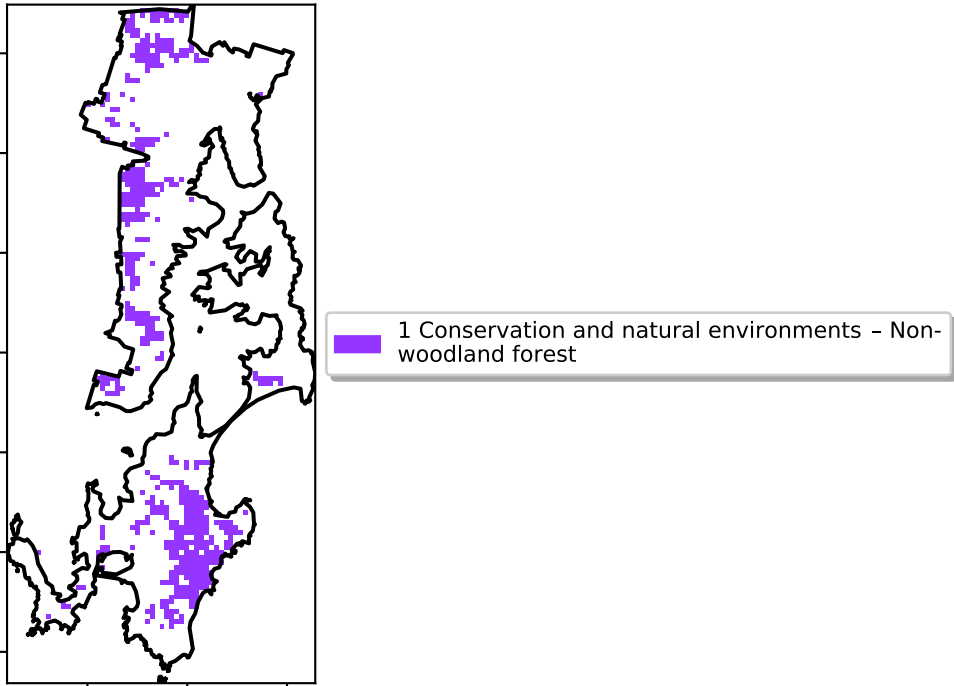 1 Conservation and natural environments – Non-
woodland forest